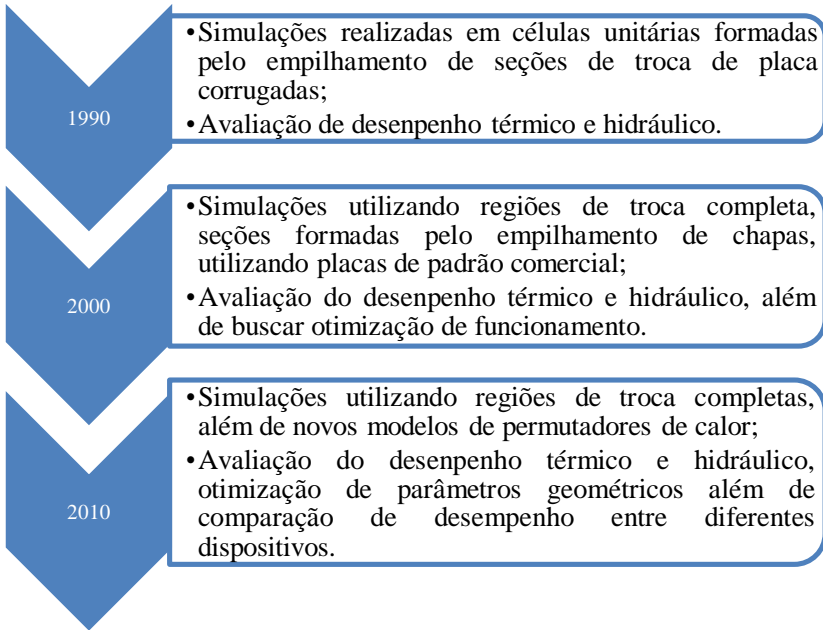 •Simulações realizadas em células unitárias formadas
pelo empilhamento de seções de troca de placa
corrugadas;
1990
•Avaliação de desenpenho térmico e hidráulico.
•Simulações utilizando regiões de troca completa,
seções formadas pelo empilhamento de chapas,
utilizando placas de padrão comercial;
2000
•Avaliação do desenpenho térmico e hidráulico, além
de buscar otimização de funcionamento.
•Simulações utilizando regiões de troca completas,
além de novos modelos de permutadores de calor;
•Avaliação do desenpenho térmico e hidráulico,
otimização de parâmetros geométricos além de
2010
comparação de desempenho entre diferentes
dispositivos.